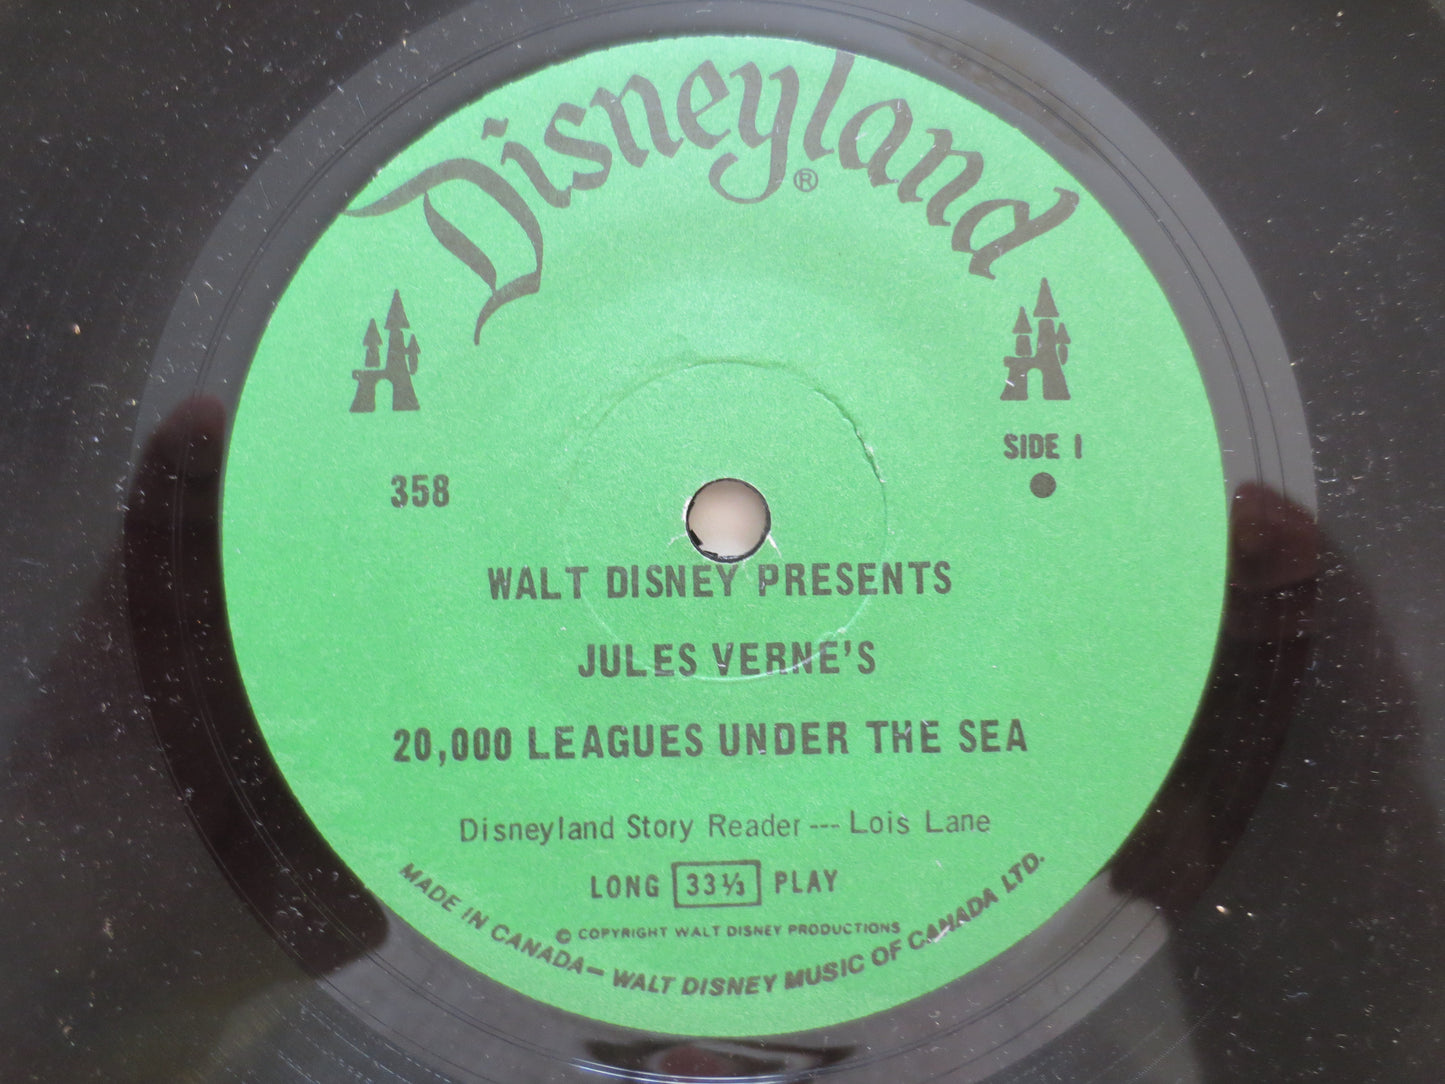 Disneyland®
SIDE 1
358
WALT DISNEY PRESENTS
JULES VERNE'S
20,000 LEAGUES UNDER THE SEA
Disneyland Story Reader --- Lois Lane
LONG 33⅓ PLAY
© COPYRIGHT WALT DISNEY PRODUCTIONS
MADE IN CANADA — WALT DISNEY MUSIC OF CANADA LTD.